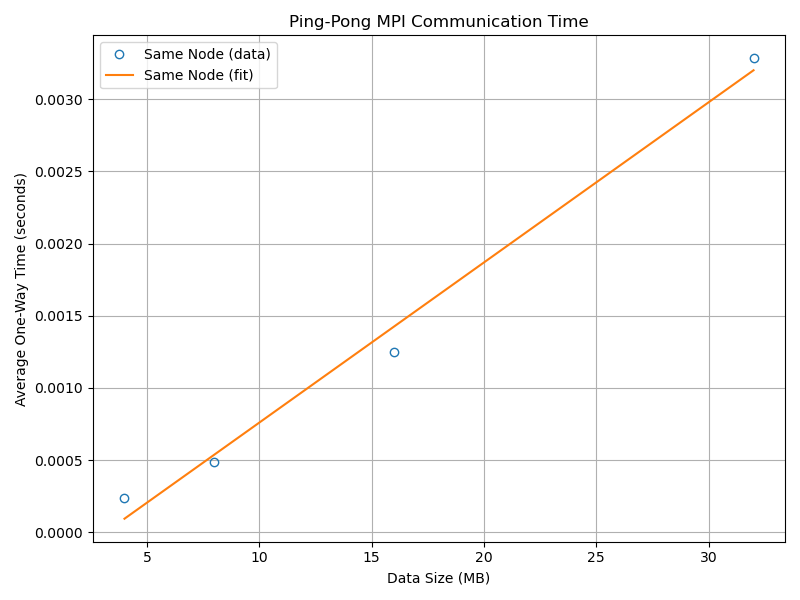 Ping-Pong MPI Communication Time
Same Node (data)
Same Node (fit)
Average One-Way Time (seconds)
0.0030
0.0025
0.0020
0.0015
0.0010
0.0005
0.0000
5 10 15 20 25 30
Data Size (MB)